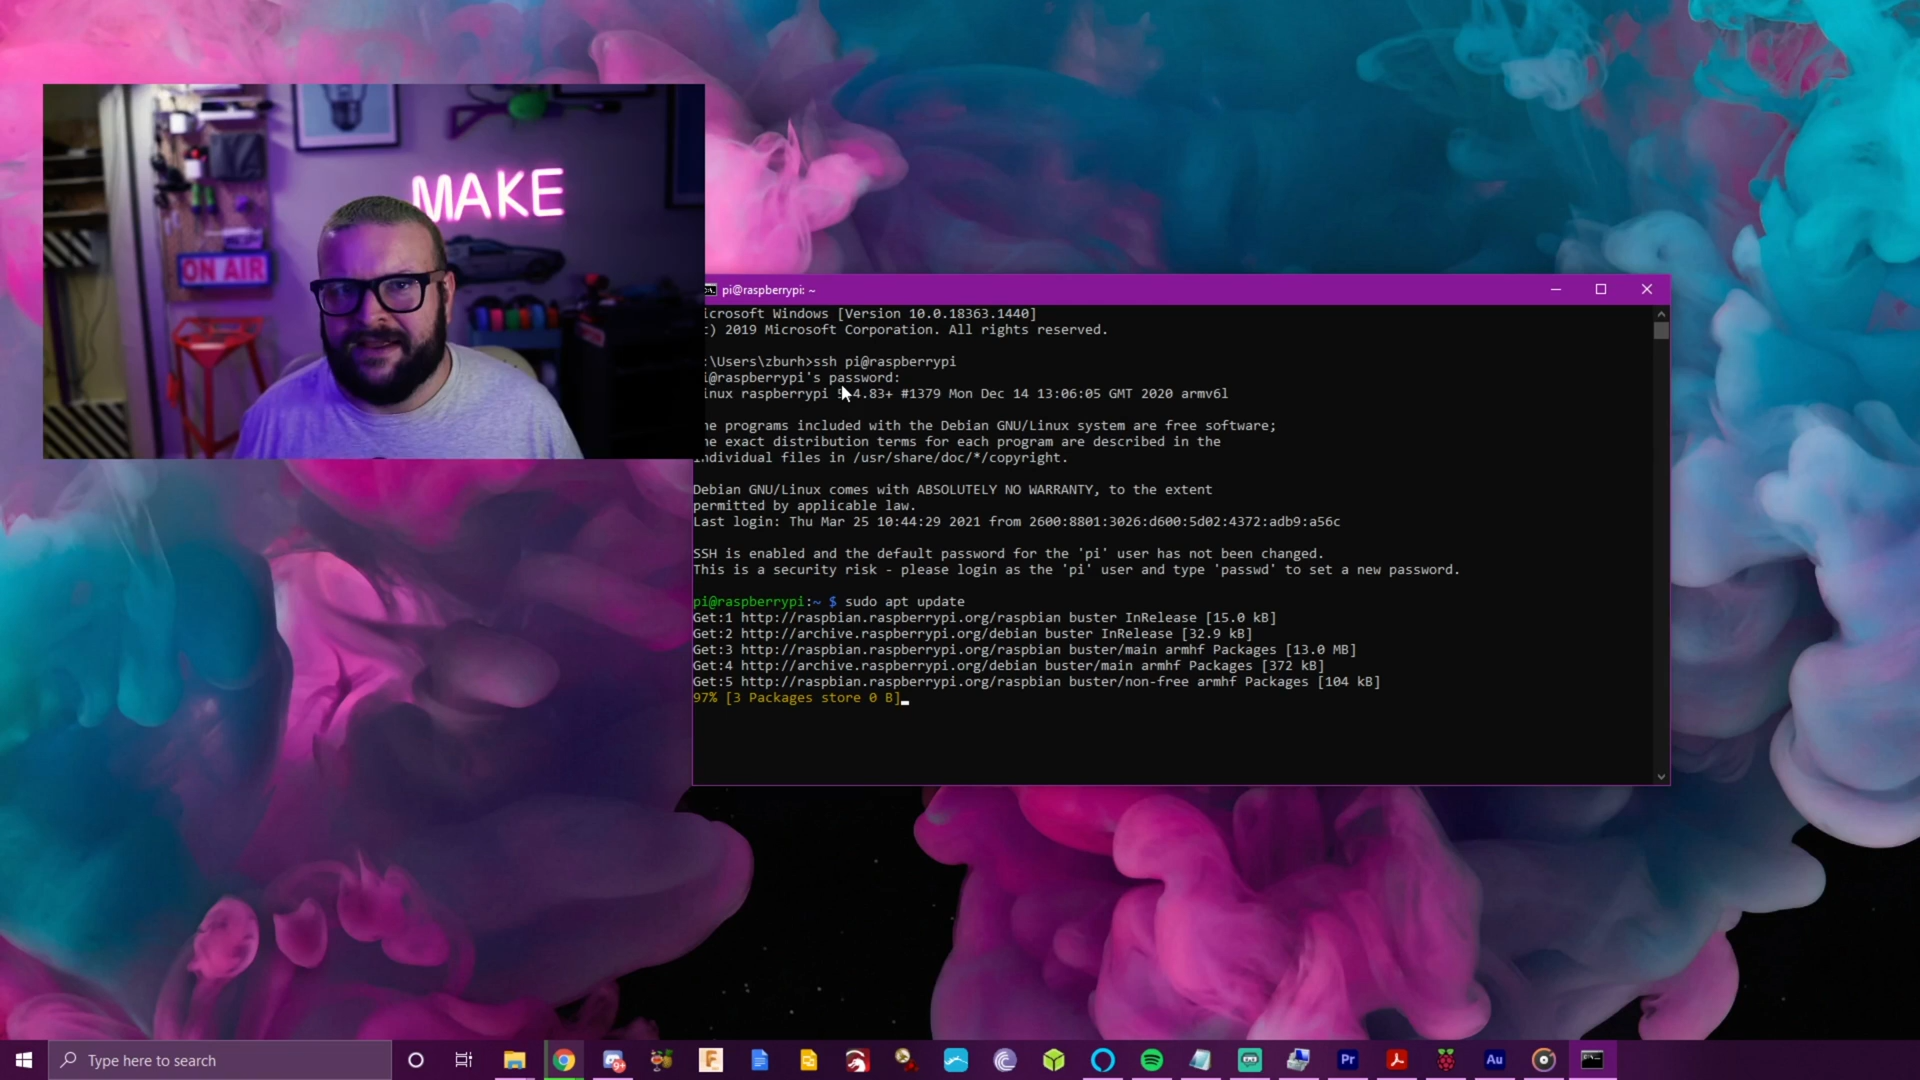 MAKE
ON AIR
pi@raspberrypi: ~
icrosoft Windows [Version 10.0.18363.1440]
c) 2019 Microsoft Corporation. All rights reserved.
:\Users\zburh>ssh pi@raspberrypi
i@raspberrypi's password:
inux raspberrypi 5.4.83+ #1379 Mon Dec 14 13:06:05 GMT 2020 armv6l
he programs included with the Debian GNU/Linux system are free software;
he exact distribution terms for each program are described in the
individual files in /usr/share/doc/*/copyright.
Debian GNU/Linux comes with ABSOLUTELY NO WARRANTY, to the extent
permitted by applicable law.
Last login: Thu Mar 25 10:44:29 2021 from 2600:8801:3026:d600:5d02:4372:adb9:a56c
SSH is enabled and the default password for the 'pi' user has not been changed.
This is a security risk - please login as the 'pi' user and type 'passwd' to set a new password.
pi@raspberrypi:~ $ sudo apt update
Get:1 http://raspbian.raspberrypi.org/raspbian buster InRelease [15.0 kB]
Get:2 http://archive.raspberrypi.org/debian buster InRelease [32.9 kB]
Get:3 http://raspbian.raspberrypi.org/raspbian buster/main armhf Packages [13.0 MB]
Get:4 http://archive.raspberrypi.org/debian buster/main armhf Packages [372 kB]
Get:5 http://raspbian.raspberrypi.org/raspbian buster/non-free armhf Packages [104 kB]
97% [3 Packages store 0 B]
Type here to search
9+
F
Pr
Au